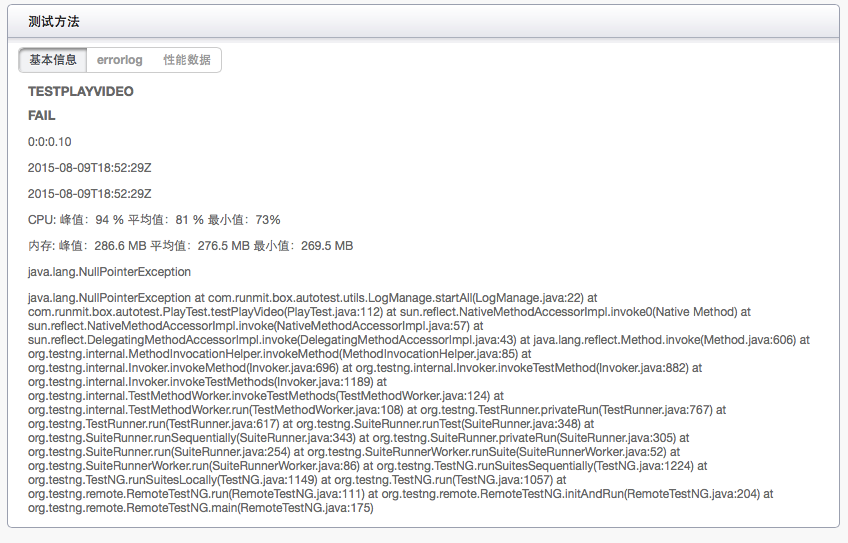 测试方法
基本信息 errorlog 性能数据
TESTPLAYVIDEO
FAIL
0:0:0.10
2015-08-09T18:52:29Z
2015-08-09T18:52:29Z
CPU: 峰值：94 % 平均值：81 % 最小值：73%
内存: 峰值：286.6 MB 平均值：276.5 MB 最小值：269.5 MB
java.lang.NullPointerException
java.lang.NullPointerException at com.runmit.box.autotest.utils.LogManage.startAll(LogManage.java:22) at
com.runmit.box.autotest.PlayTest.testPlayVideo(PlayTest.java:112) at sun.reflect.NativeMethodAccessorImpl.invoke0(Native Method) at
sun.reflect.NativeMethodAccessorImpl.invoke(NativeMethodAccessorImpl.java:57) at
sun.reflect.DelegatingMethodAccessorImpl.invoke(DelegatingMethodAccessorImpl.java:43) at java.lang.reflect.Method.invoke(Method.java:606) at
org.testng.internal.MethodInvocationHelper.invokeMethod(MethodInvocationHelper.java:85) at
org.testng.internal.Invoker.invokeMethod(Invoker.java:696) at org.testng.internal.Invoker.invokeTestMethod(Invoker.java:882) at
org.testng.internal.Invoker.invokeTestMethods(Invoker.java:1189) at
org.testng.internal.TestMethodWorker.invokeTestMethods(TestMethodWorker.java:124) at
org.testng.internal.TestMethodWorker.run(TestMethodWorker.java:108) at org.testng.TestRunner.privateRun(TestRunner.java:767) at
org.testng.TestRunner.run(TestRunner.java:617) at org.testng.SuiteRunner.runTest(SuiteRunner.java:348) at
org.testng.SuiteRunner.runSequentially(SuiteRunner.java:343) at org.testng.SuiteRunner.privateRun(SuiteRunner.java:305) at
org.testng.SuiteRunner.run(SuiteRunner.java:254) at org.testng.SuiteRunnerWorker.runSuite(SuiteRunnerWorker.java:52) at
org.testng.SuiteRunnerWorker.run(SuiteRunnerWorker.java:86) at org.testng.TestNG.runSuitesSequentially(TestNG.java:1224) at
org.testng.TestNG.runSuitesLocally(TestNG.java:1149) at org.testng.TestNG.run(TestNG.java:1057) at
org.testng.remote.RemoteTestNG.run(RemoteTestNG.java:111) at org.testng.remote.RemoteTestNG.initAndRun(RemoteTestNG.java:204) at
org.testng.remote.RemoteTestNG.main(RemoteTestNG.java:175)